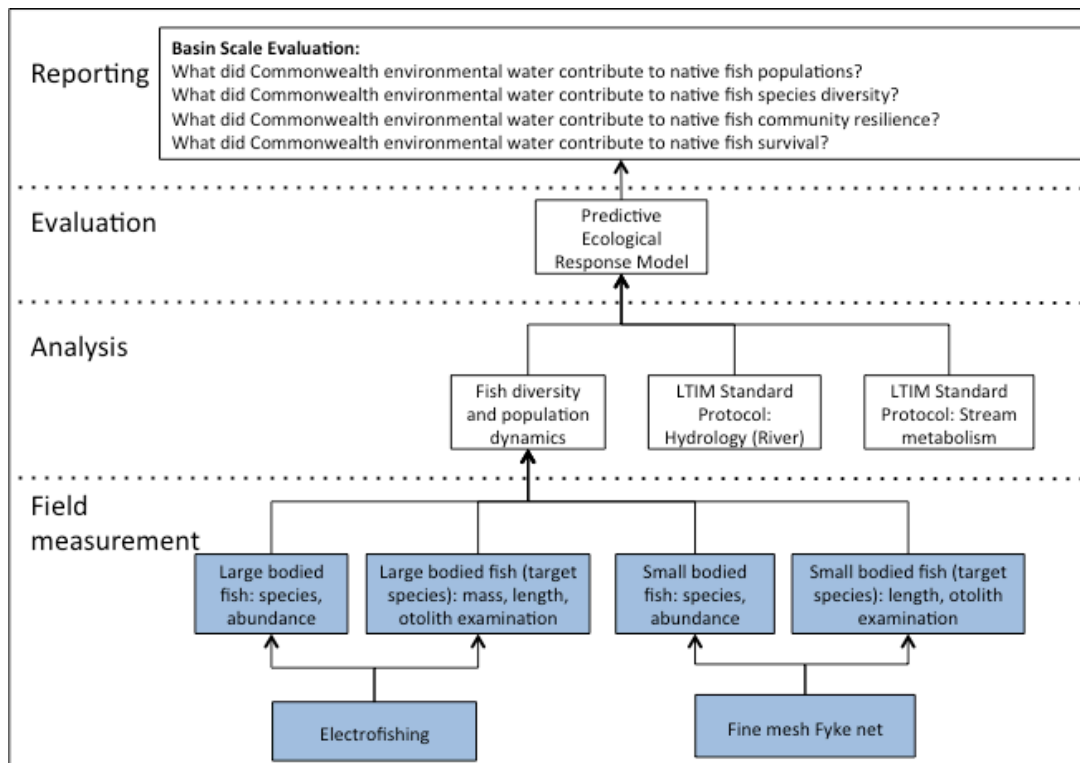 Reporting
Basin Scale Evaluation:
What did Commonwealth environmental water contribute to native fish populations?
What did Commonwealth environmental water contribute to native fish species diversity?
What did Commonwealth environmental water contribute to native fish community resilience?
What did Commonwealth environmental water contribute to native fish survival?
Evaluation
Predictive
Ecological
Response Model
Analysis
Fish diversity
and population
dynamics
LTIM Standard
Protocol:
Hydrology (River)
LTIM Standard
Protocol: Stream
metabolism
Field
measurement
Large bodied
fish: species,
abundance
Large bodied fish (target
species): mass, length,
otolith examination
Small bodied
fish: species,
abundance
Small bodied fish (target
species): length, otolith
examination
Electrofishing
Fine mesh Fyke net